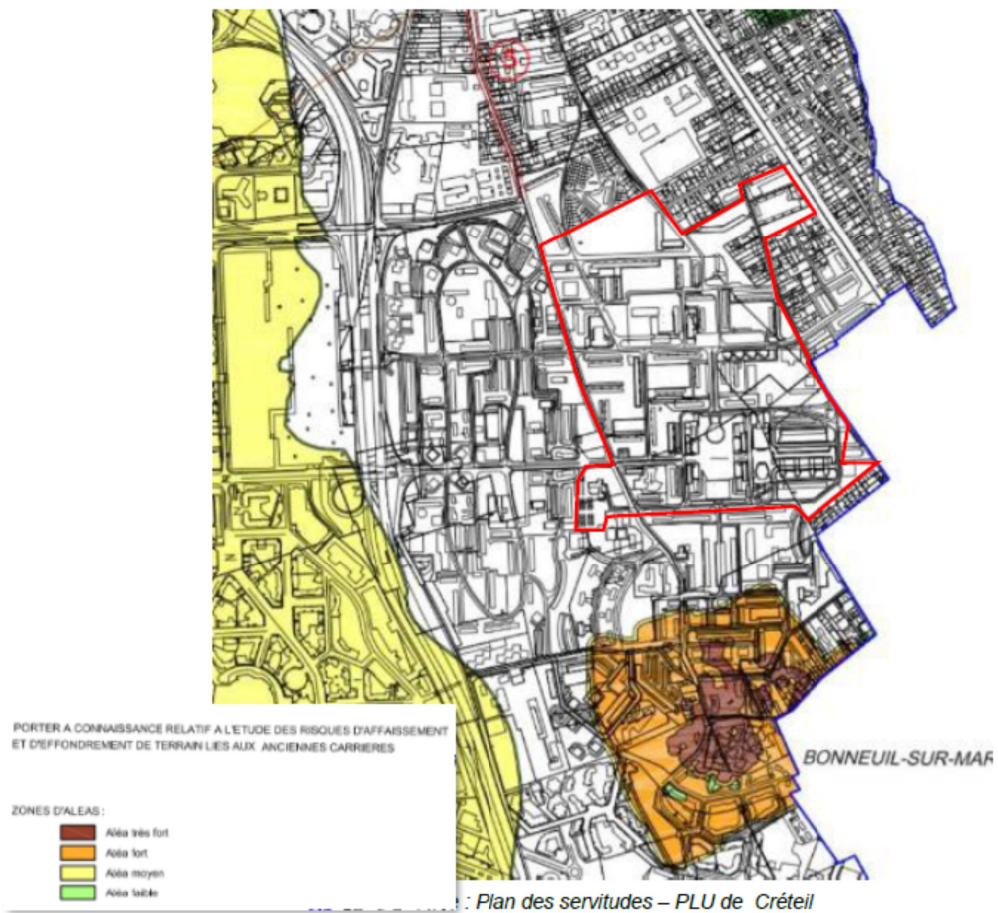 5
BONNEUIL-SUR-MAR
PORTER A CONNAISSANCE RELATIF A L'ETUDE DES RISQUES D'AFFAISSEMENT
ET D'EFFONDREMENT DE TERRAIN LIES AUX ANCIENNES CARRIERES
ZONES D'ALEAS :
Aléa très fort
Aléa fort
Aléa moyen
Aléa faible
: Plan des servitudes – PLU de Créteil